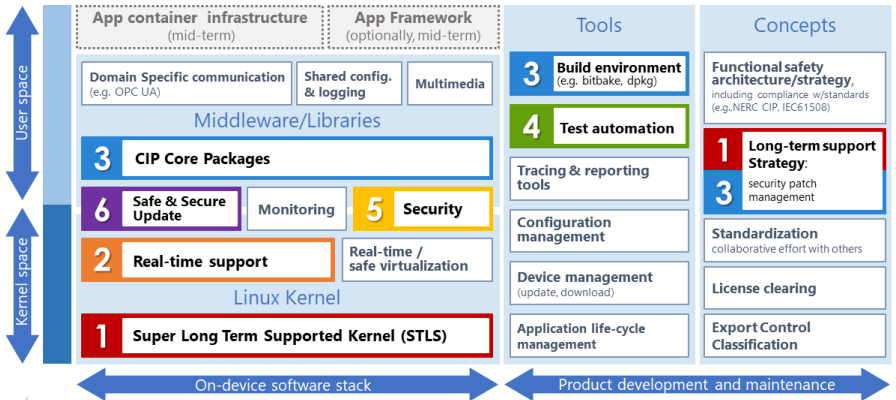 User space
Kernel space
App container infrastructure
(mid-term)
App Framework
(optionally, mid-term)
Domain Specific communication
(e.g. OPC UA)
Shared config.
& logging
Multimedia
Middleware/Libraries
3 CIP Core Packages
6 Safe & Secure
Update
Monitoring
5 Security
2 Real-time support
Real-time /
safe virtualization
Linux Kernel
1 Super Long Term Supported Kernel (STLS)
On-device software stack
Tools
3 Build environment
(e.g. bitbake, dpkg)
4 Test automation
Tracing & reporting
tools
Configuration
management
Device management
(update, download)
Application life-cycle
management
Concepts
Functional safety
architecture/strategy,
including compliance w/standards
(e.g.,NERC CIP, IEC61508)
1 Long-term support
Strategy:
3 security patch
management
Standardization
collaborative effort with others
License clearing
Export Control
Classification
Product development and maintenance